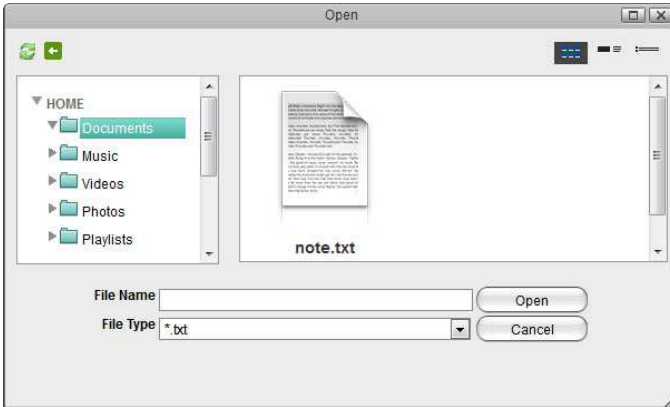 Open
HOME
Documents
Music
Videos
Photos
Playlists
note.txt
File Name
Open
File Type
*.txt
Cancel